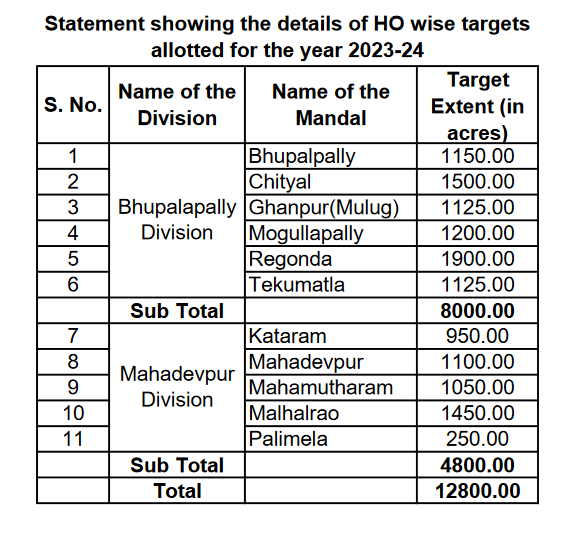 Statement showing the details of HO wise targets
allotted for the year 2023-24
S. No. Name of the Division Name of the Mandal Target Extent (in acres)
1 Bhupalapally Division Bhupalpally 1150.00
2 Chityal 1500.00
3 Ghanpur(Mulug) 1125.00
4 Mogullapally 1200.00
5 Regonda 1900.00
6 Tekumatla 1125.00
Sub Total 8000.00
7 Mahadevpur Division Kataram 950.00
8 Mahadevpur 1100.00
9 Mahamutharam 1050.00
10 Malhalrao 1450.00
11 Palimela 250.00
Sub Total 4800.00
Total 12800.00